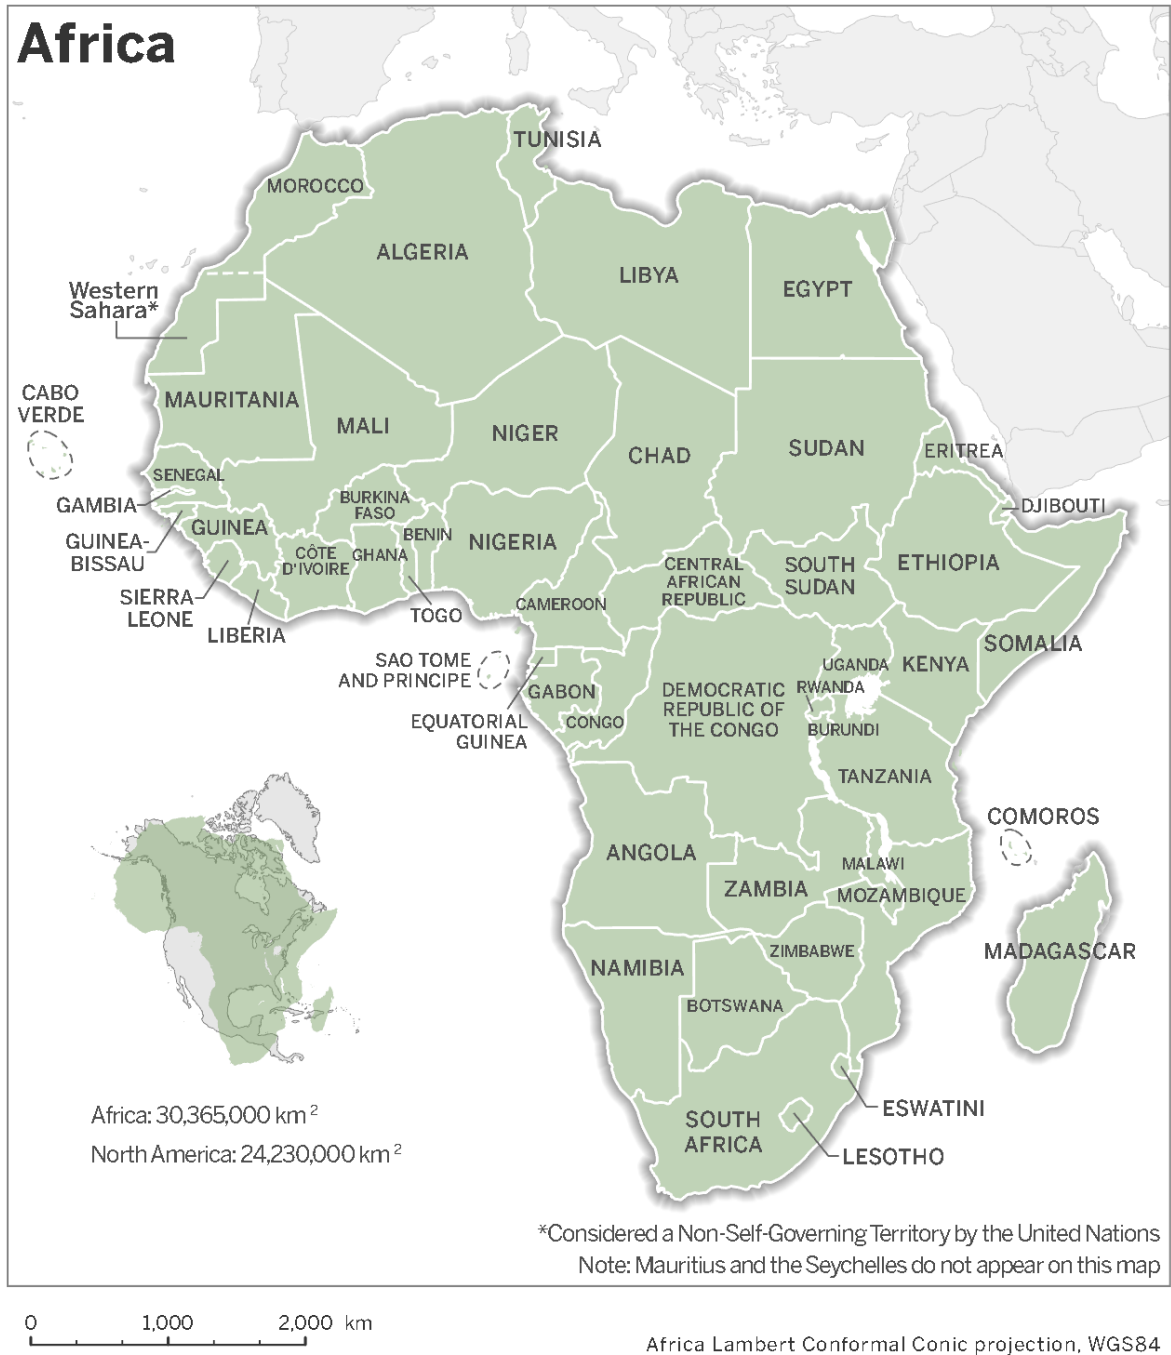 Africa
TUNISIA
MOROCCO
ALGERIA
LIBYA
EGYPT
Western
Sahara*
CABO
VERDE
MAURITANIA
MALI
NIGER
CHAD
SUDAN
ERITREA
SENEGAL
GAMBIA
BURKINA
FASO
DJIBOUTI
GUINEA-
BISSAU
GUINEA
CÔTE
D'IVOIRE
GHANA
BENIN
NIGERIA
CENTRAL
AFRICAN
REPUBLIC
SOUTH
SUDAN
ETHIOPIA
SIERRA
LEONE
LIBERIA
TOGO
CAMEROON
SOMALIA
SAO TOME
AND PRINCIPE
EQUATORIAL
GUINEA
GABON
CONGO
DEMOCRATIC
REPUBLIC OF
THE CONGO
UGANDA
KENYA
RWANDA
BURUNDI
TANZANIA
COMOROS
ANGOLA
ZAMBIA
MALAWI
MOZAMBIQUE
MADAGASCAR
NAMIBIA
ZIMBABWE
BOTSWANA
SOUTH
AFRICA
ESWATINI
LESOTHO
Africa: 30,365,000 km²
North America: 24,230,000 km²
*Considered a Non-Self-Governing Territory by the United Nations
Note: Mauritius and the Seychelles do not appear on this map
0 1,000 2,000 km
Africa Lambert Conformal Conic projection, WGS84